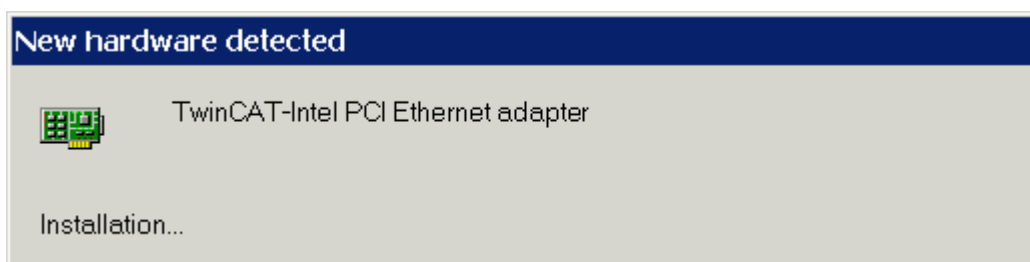 New hardware detected
TwinCAT-Intel PCI Ethernet adapter
Installation...